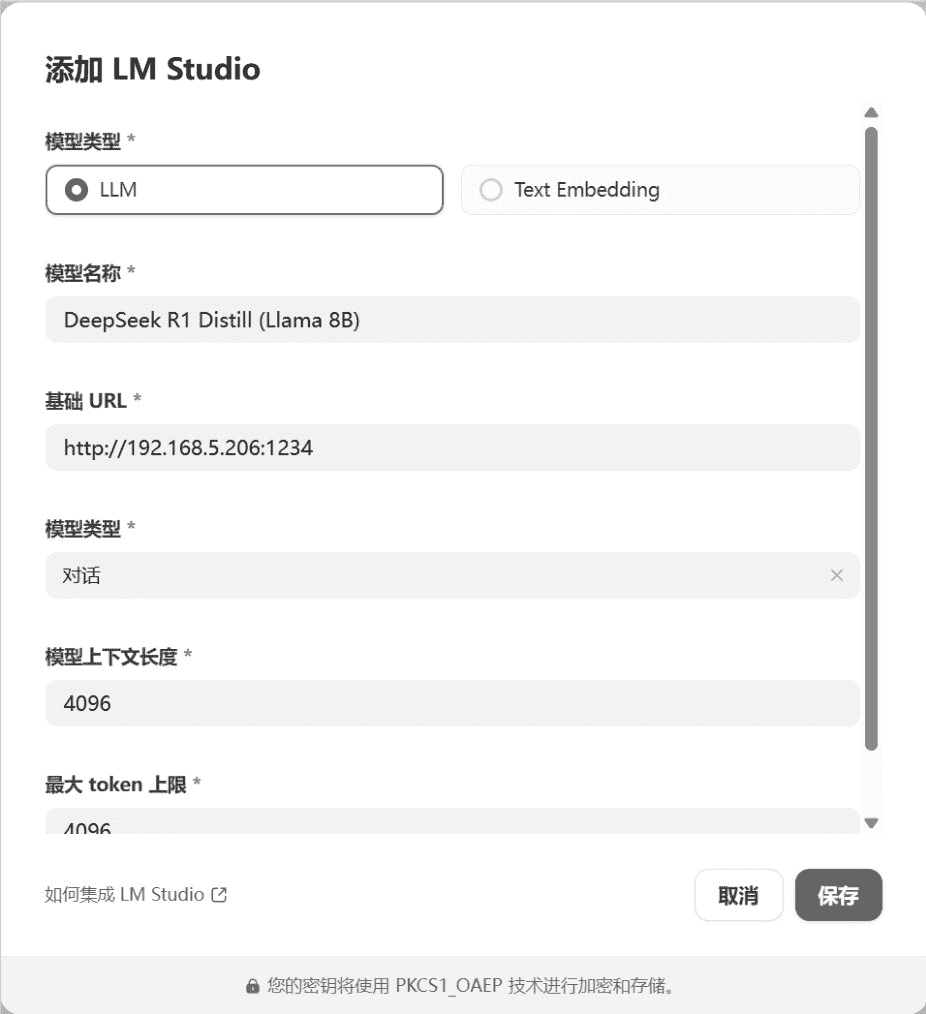 添加 LM Studio
模型类型 *
LLM
Text Embedding
模型名称 *
DeepSeek R1 Distill (Llama 8B)
基础 URL *
http://192.168.5.206:1234
模型类型 *
对话
模型上下文长度 *
4096
最大 token 上限 *
4096
如何集成 LM Studio
取消
保存
您的密钥将使用 PKCS1_OAEP 技术进行加密和存储。